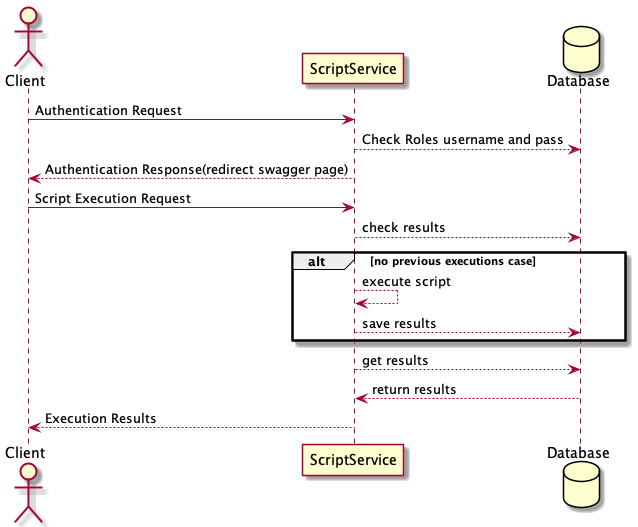 Client
ScriptService
Database
Authentication Request
Check Roles username and pass
Authentication Response(redirect swagger page)
Script Execution Request
check results
alt [no previous executions case]
execute script
save results
get results
return results
Execution Results
Client
ScriptService
Database